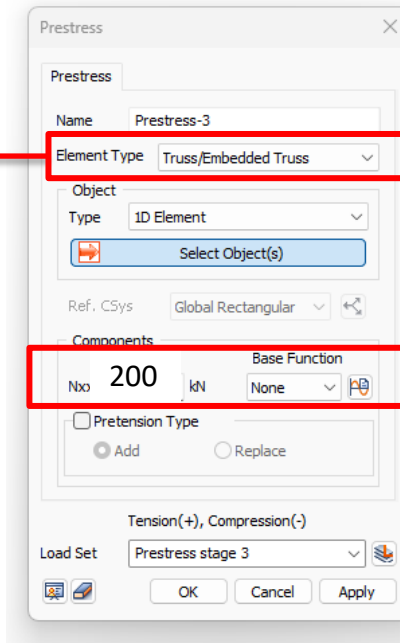 Prestress
Prestress
Name Prestress-3
Element Type Truss/Embedded Truss
Object
Type 1D Element
Select Object(s)
Ref. CSys Global Rectangular
Components
Base Function
Nxx 200 kN None
Pretension Type
Add Replace
Tension(+), Compression(-)
Load Set Prestress stage 3
OK Cancel Apply